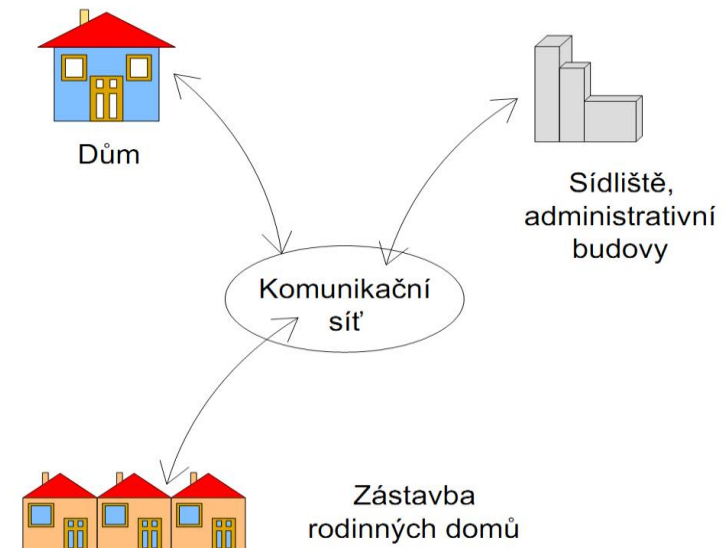 Dům
Sídliště,
administrativní
budovy
Komunikační
síť
Zástavba
rodinných domů